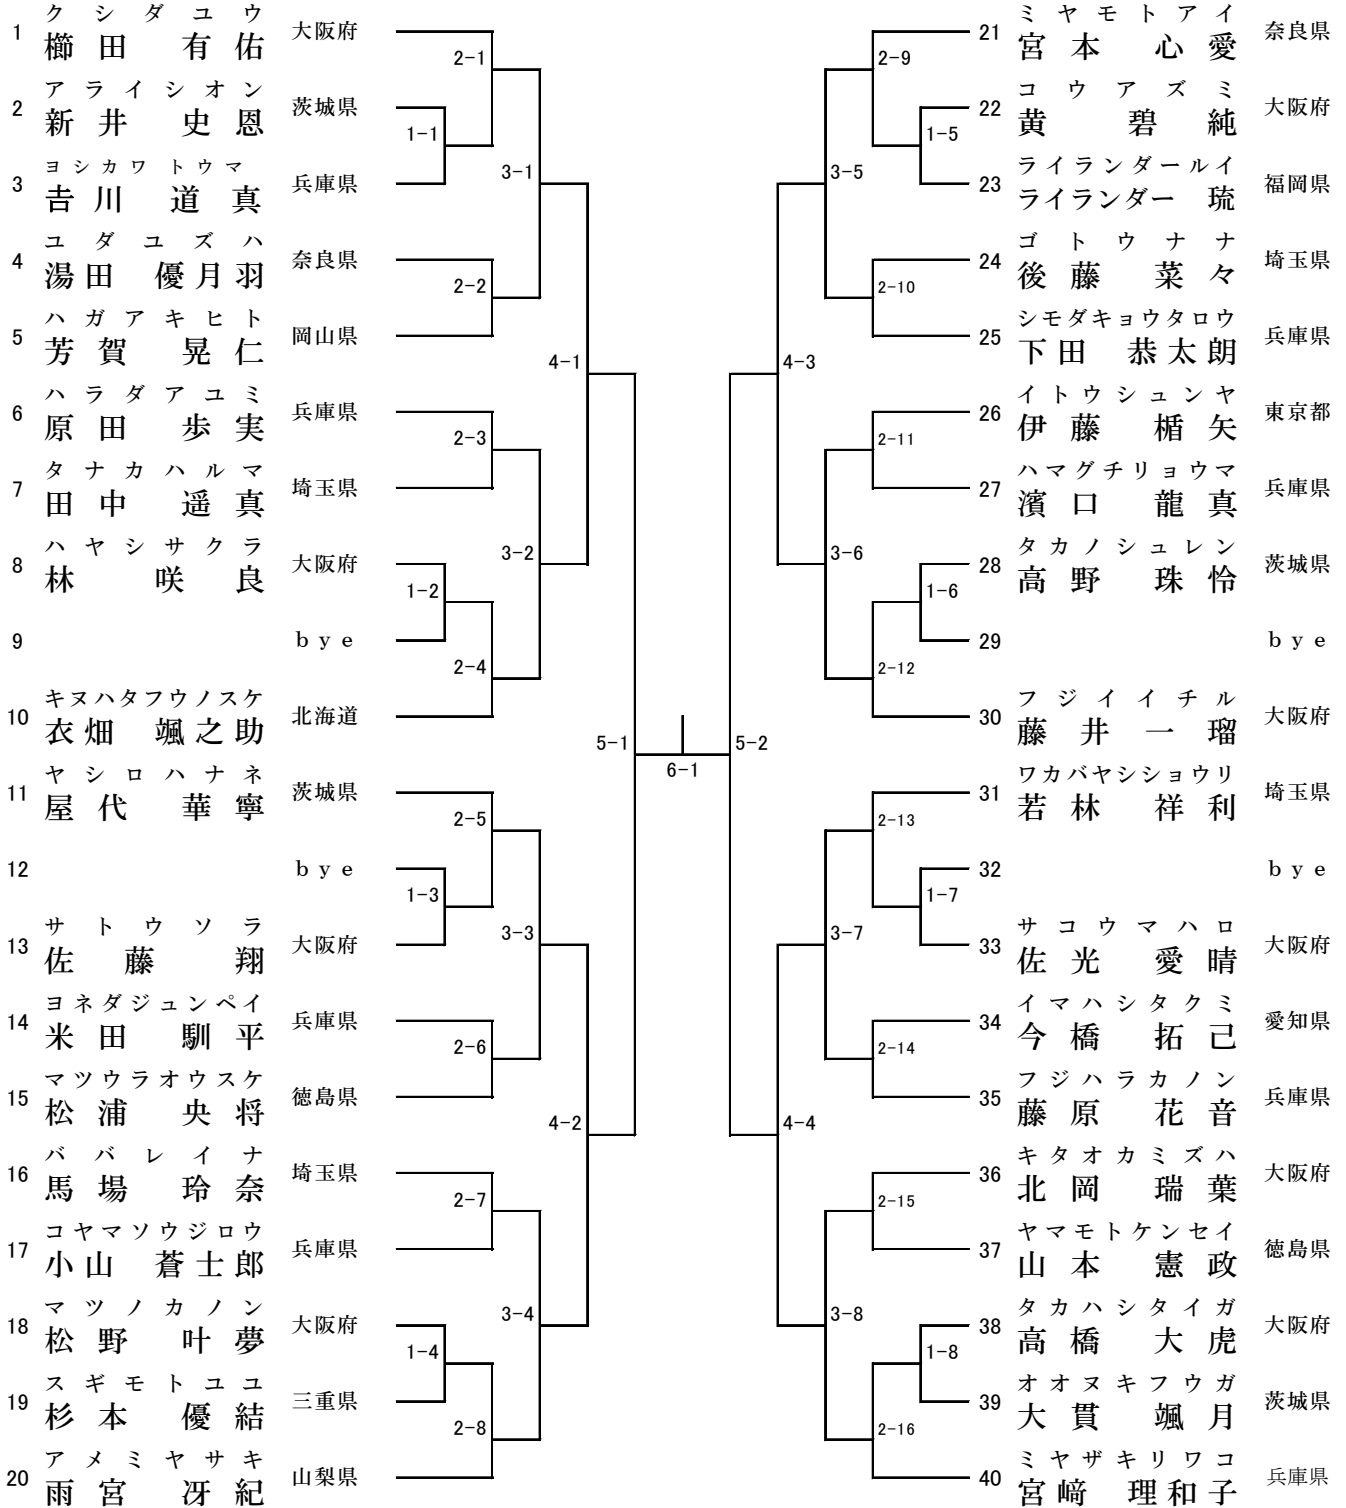 クシダユウ
1 櫛田 有佑 大阪府
アライシオン
2 新井 史恩 茨城県
ヨシカワトウマ
3 𠮷川 道真 兵庫県
ユダユズハ
4 湯田 優月羽 奈良県
ハガアキヒト
5 芳賀 晃仁 岡山県
ハラダアユミ
6 原田 歩実 兵庫県
タナカハルマ
7 田中 遥真 埼玉県
ハヤシサクラ
8 林 咲良 大阪府
9 bye
キヌハタフウノスケ
10 衣畑 颯之助 北海道
ヤシロハナネ
11 屋代 華寧 茨城県
12 bye
サトウソラ
13 佐藤 翔 大阪府
ヨネダジュンペイ
14 米田 馴平 兵庫県
マツウラオウスケ
15 松浦 央将 徳島県
ババレイナ
16 馬場 玲奈 埼玉県
コヤマソウジロウ
17 小山 蒼士郎 兵庫県
マツノカノン
18 松野 叶夢 大阪府
スギモトユユ
19 杉本 優結 三重県
アメミヤサキ
20 雨宮 冴紀 山梨県
2-1
1-1
3-1
2-2
4-1
2-3
3-2
1-2
2-4
5-1
2-5
1-3
3-3
2-6
4-2
2-7
3-4
1-4
2-8
6-1
2-9
1-5
3-5
2-10
4-3
2-11
3-6
1-6
2-12
5-2
2-13
1-7
3-7
2-14
4-4
2-15
3-8
1-8
2-16
ミヤモトアイ
21 宮本 心愛 奈良県
コウアズミ
22 黄 碧純 大阪府
ライランダールイ
23 ライランダー 琉 福岡県
ゴトウナナ
24 後藤 菜々 埼玉県
シモダキョウタロウ
25 下田 恭太朗 兵庫県
イトウシュンヤ
26 伊藤 楯矢 東京都
ハマグチリョウマ
27 濱口 龍真 兵庫県
タカノシュレン
28 高野 珠怜 茨城県
29 bye
フジイイチル
30 藤井 一瑠 大阪府
ワカバヤシショウリ
31 若林 祥利 埼玉県
32 bye
サコウマハロ
33 佐光 愛晴 大阪府
イマハシタクミ
34 今橋 拓己 愛知県
フジハラカノン
35 藤原 花音 兵庫県
キタオカミズハ
36 北岡 瑞葉 大阪府
ヤマモトケンセイ
37 山本 憲政 徳島県
タカハシタイガ
38 高橋 大虎 大阪府
オオヌキフウガ
39 大貫 颯月 茨城県
ミヤザキリワコ
40 宮﨑 理和子 兵庫県